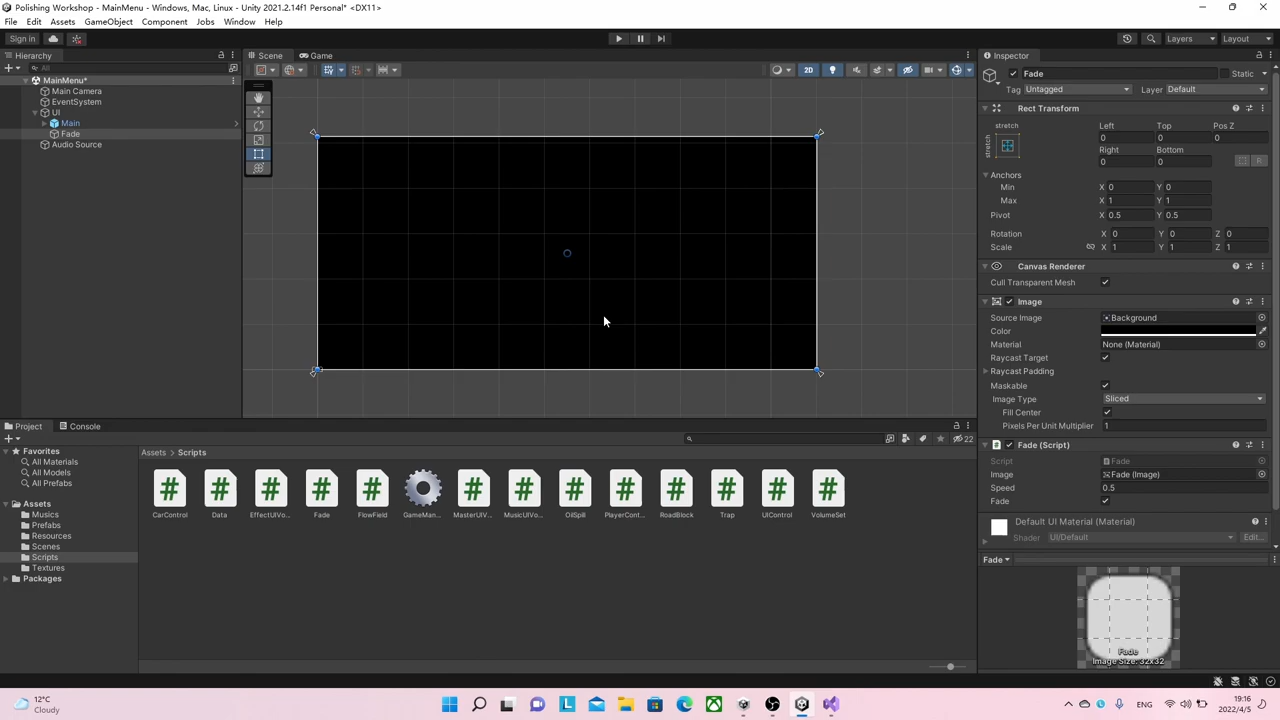 Polishing Workshop - MainMenu - Windows, Mac, Linux - Unity 2021.2.14f1 Personal* <DX11>
File Edit Assets GameObject Component Jobs Window Help
Sign in Layers Layout
Hierarchy
All
MainMenu*
Main Camera
EventSystem
UI
Main
Fade
Audio Source
Scene Game
2D
Inspector
Fade Static
Tag Untagged Layer Default
Rect Transform
stretch Left Top Pos Z
stretch 0 0 0
Right Bottom
0 0 R
Anchors
Min X 0 Y 0
Max X 1 Y 1
Pivot X 0.5 Y 0.5
Rotation X 0 Y 0 Z 0
Scale X 1 Y 1 Z 1
Canvas Renderer
Cull Transparent Mesh
Image
Source Image Background
Color
Material None (Material)
Raycast Target
Raycast Padding
Maskable
Image Type Sliced
Fill Center
Pixels Per Unit Multiplier 1
Fade (Script)
Script Fade
Image Fade (Image)
Speed 0.5
Fade
Default UI Material (Material)
Shader UI/Default Edit...
Fade
Fade
Image Size: 32x32
Project Console
22
Favorites
All Materials
All Models
All Prefabs
Assets
Musics
Prefabs
Resources
Scenes
Scripts
Textures
Packages
Assets > Scripts
CarControl Data EffectUIVo... Fade FlowField GameMan... MasterUIV... MusicUIVo... OilSpill PlayerCont... RoadBlock Trap UIControl VolumeSet
12°C
Cloudy
ENG
19:16
2022/4/5